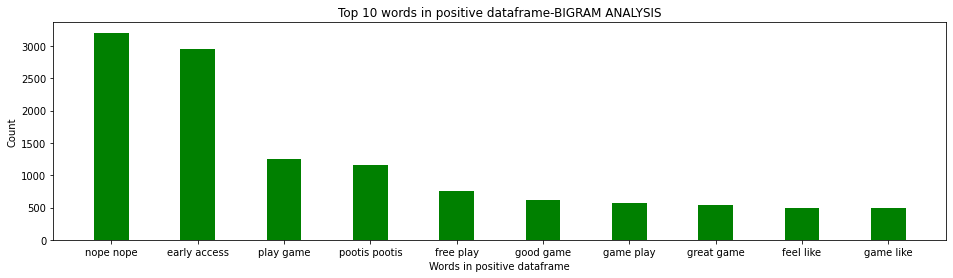 Top 10 words in positive dataframe-BIGRAM ANALYSIS
3000
2500
2000
1500
1000
500
0
Count
nope nope early access play game pootis pootis free play good game game play great game feel like game like
Words in positive dataframe